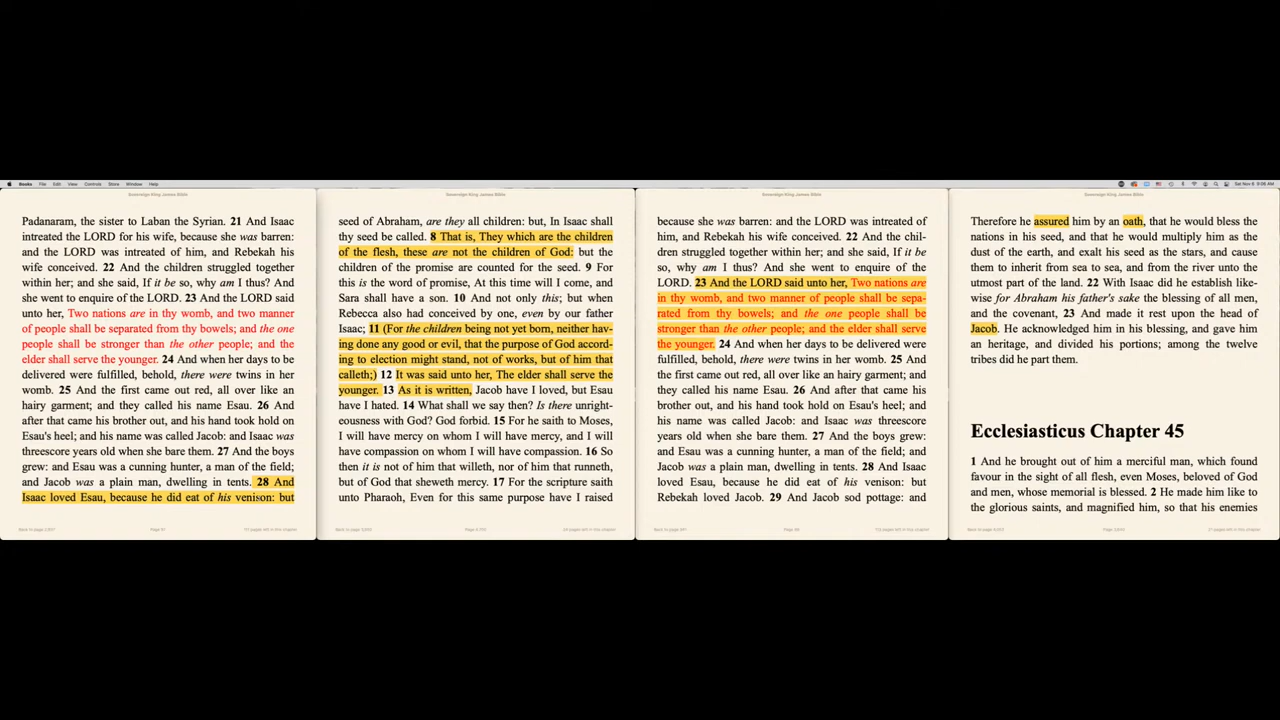 Books File Edit View Controls Store Window Help
Sat Nov 6 9:06 AM
Sovereign King James Bible
Padanaram, the sister to Laban the Syrian. 21 And Isaac
intreated the LORD for his wife, because she was barren:
and the LORD was intreated of him, and Rebekah his
wife conceived. 22 And the children struggled together
within her; and she said, If it be so, why am I thus? And
she went to enquire of the LORD. 23 And the LORD said
unto her, Two nations are in thy womb, and two manner
of people shall be separated from thy bowels; and the one
people shall be stronger than the other people; and the
elder shall serve the younger. 24 And when her days to be
delivered were fulfilled, behold, there were twins in her
womb. 25 And the first came out red, all over like an
hairy garment; and they called his name Esau. 26 And
after that came his brother out, and his hand took hold on
Esau's heel; and his name was called Jacob: and Isaac was
threescore years old when she bare them. 27 And the boys
grew: and Esau was a cunning hunter, a man of the field;
and Jacob was a plain man, dwelling in tents. 28 And
Isaac loved Esau, because he did eat of his venison: but
Sovereign King James Bible
seed of Abraham, are they all children: but, In Isaac shall
thy seed be called. 8 That is, They which are the children
of the flesh, these are not the children of God: but the
children of the promise are counted for the seed. 9 For
this is the word of promise, At this time will I come, and
Sara shall have a son. 10 And not only this; but when
Rebecca also had conceived by one, even by our father
Isaac; 11 (For the children being not yet born, neither hav-
ing done any good or evil, that the purpose of God accord-
ing to election might stand, not of works, but of him that
calleth;) 12 It was said unto her, The elder shall serve the
younger. 13 As it is written, Jacob have I loved, but Esau
have I hated. 14 What shall we say then? Is there unright-
eousness with God? God forbid. 15 For he saith to Moses,
I will have mercy on whom I will have mercy, and I will
have compassion on whom I will have compassion. 16 So
then it is not of him that willeth, nor of him that runneth,
but of God that sheweth mercy. 17 For the scripture saith
unto Pharaoh, Even for this same purpose have I raised
Sovereign King James Bible
because she was barren: and the LORD was intreated of
him, and Rebekah his wife conceived. 22 And the chil-
dren struggled together within her; and she said, If it be
so, why am I thus? And she went to enquire of the
LORD. 23 And the LORD said unto her, Two nations are
in thy womb, and two manner of people shall be sepa-
rated from thy bowels; and the one people shall be
stronger than the other people; and the elder shall serve
the younger. 24 And when her days to be delivered were
fulfilled, behold, there were twins in her womb. 25 And
the first came out red, all over like an hairy garment; and
they called his name Esau. 26 And after that came his
brother out, and his hand took hold on Esau's heel; and
his name was called Jacob: and Isaac was threescore
years old when she bare them. 27 And the boys grew:
and Esau was a cunning hunter, a man of the field; and
Jacob was a plain man, dwelling in tents. 28 And Isaac
loved Esau, because he did eat of his venison: but
Rebekah loved Jacob. 29 And Jacob sod pottage: and
Sovereign King James Bible
Therefore he assured him by an oath, that he would bless the
nations in his seed, and that he would multiply him as the
dust of the earth, and exalt his seed as the stars, and cause
them to inherit from sea to sea, and from the river unto the
utmost part of the land. 22 With Isaac did he establish like-
wise for Abraham his father's sake the blessing of all men,
and the covenant, 23 And made it rest upon the head of
Jacob. He acknowledged him in his blessing, and gave him
an heritage, and divided his portions; among the twelve
tribes did he part them.
Ecclesiasticus Chapter 45
1 And he brought out of him a merciful man, which found
favour in the sight of all flesh, even Moses, beloved of God
and men, whose memorial is blessed. 2 He made him like to
the glorious saints, and magnified him, so that his enemies